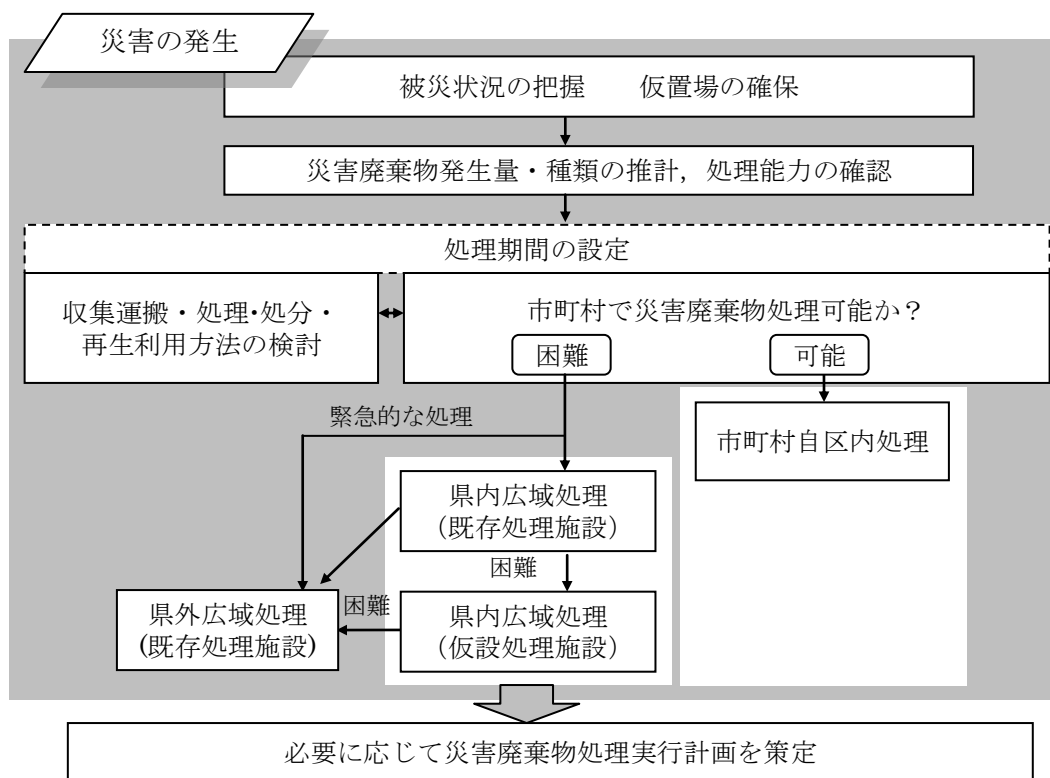 災害の発生
被災状況の把握　　仮置場の確保
災害廃棄物発生量・種類の推計，処理能力の確認
処理期間の設定
収集運搬・処理・処分・
再生利用方法の検討
市町村で災害廃棄物処理可能か？
困難
可能
緊急的な処理
市町村自区内処理
県内広域処理
（既存処理施設）
困難
県外広域処理
(既存処理施設)
困難
県内広域処理
（仮設処理施設）
必要に応じて災害廃棄物処理実行計画を策定